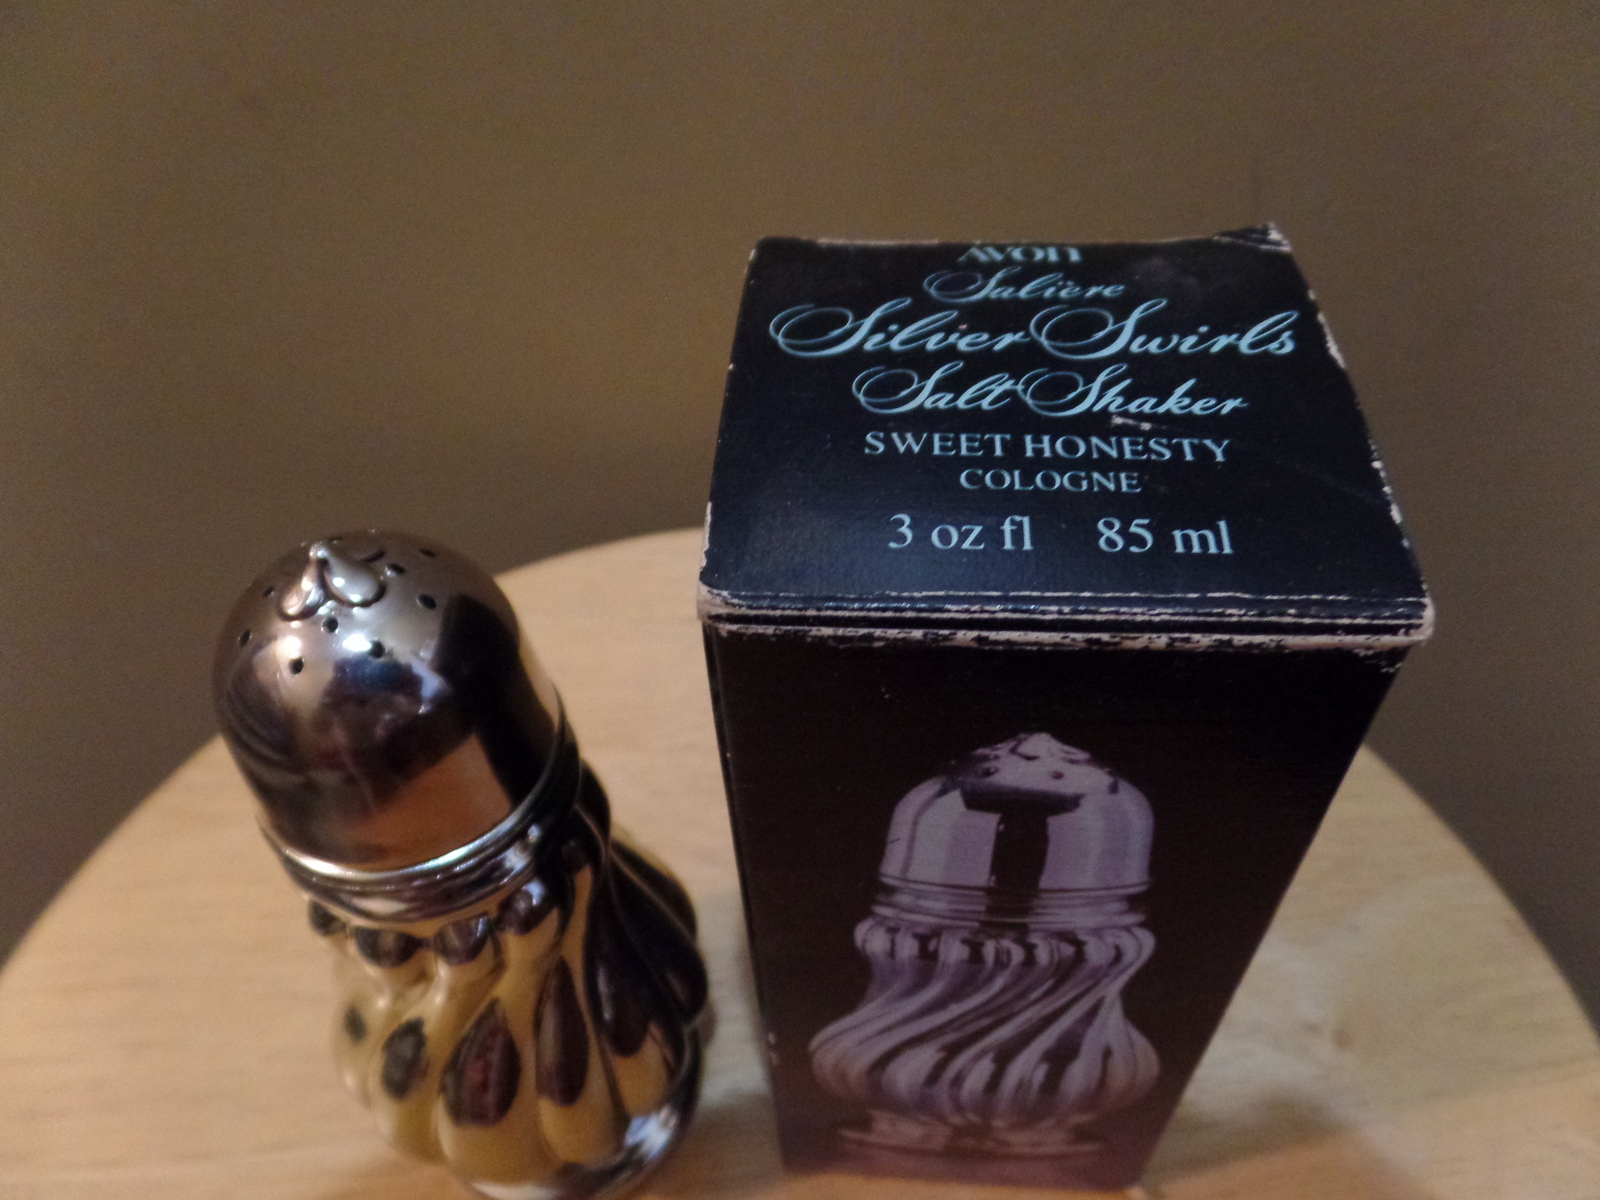 AVON
Salière
Silver Swirls
Salt Shaker
SWEET HONESTY
COLOGNE
3 oz fl 85 ml